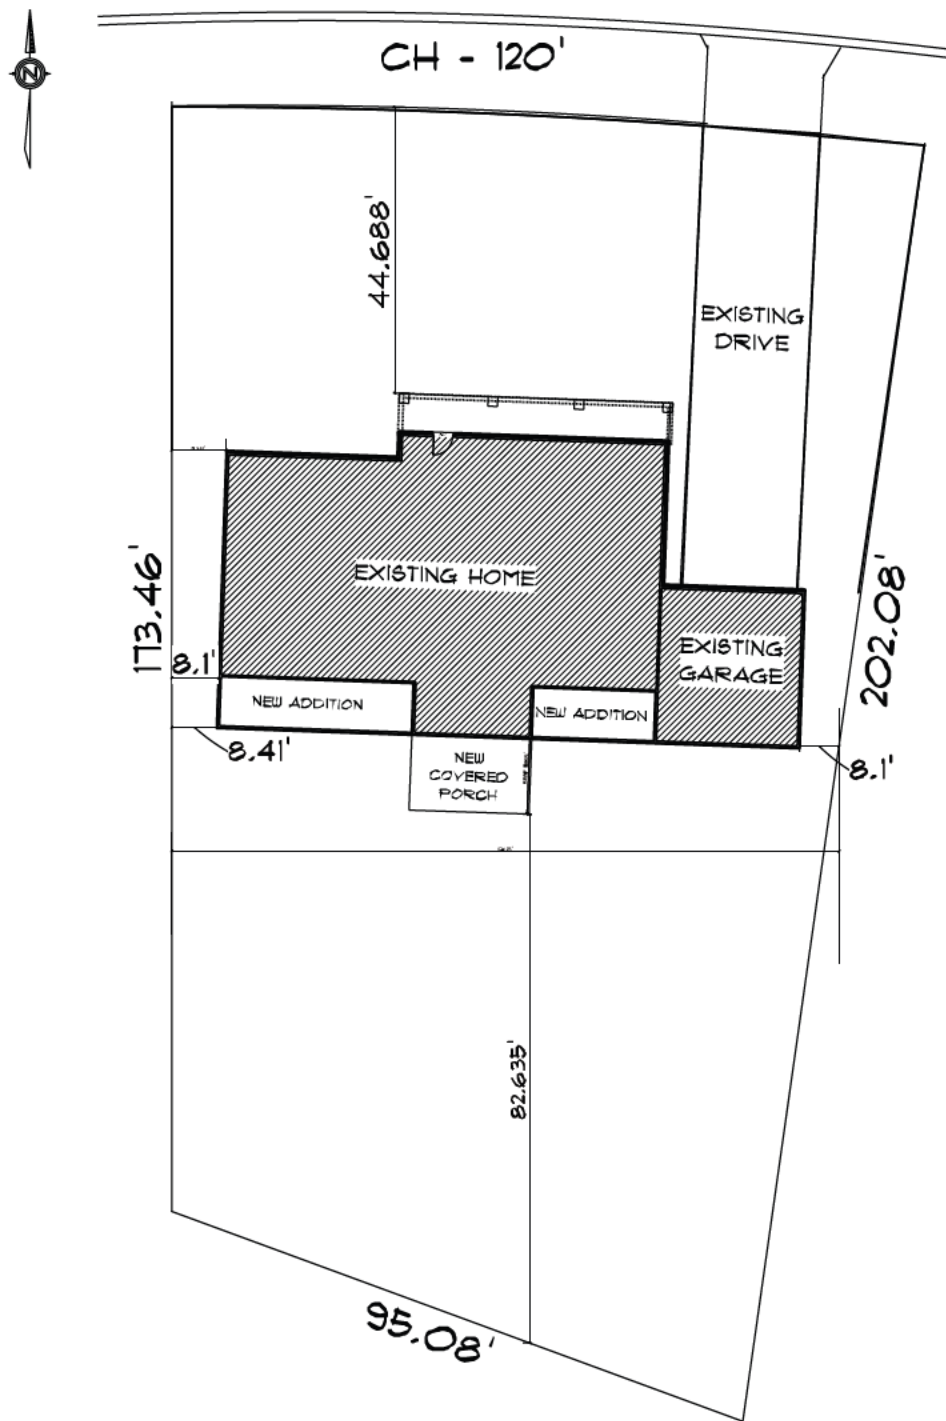 CH - 120'
N
44.688'
EXISTING
DRIVE
EXISTING HOME
173.46'
202.08'
EXISTING
GARAGE
8.1'
NEW ADDITION
NEW ADDITION
8.41'
NEW
COVERED
PORCH
8.1'
82.635'
95.08'